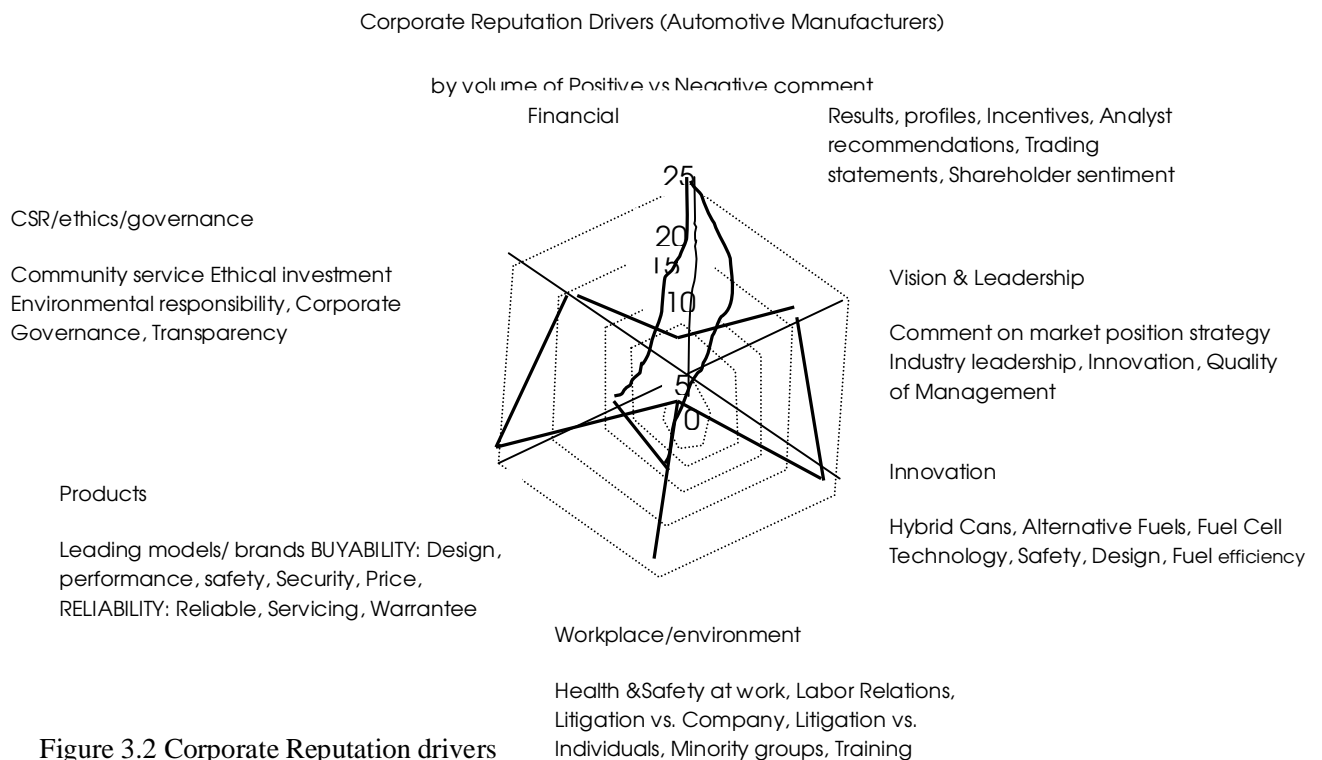 Corporate Reputation Drivers (Automotive Manufacturers)
by volume of Positive vs Negative comment
Financial
Results, profiles, Incentives, Analyst
recommendations, Trading
statements, Shareholder sentiment
25
20
15
10
5
0
CSR/ethics/governance
Community service Ethical investment
Environmental responsibility, Corporate
Governance, Transparency
Vision & Leadership
Comment on market position strategy
Industry leadership, Innovation, Quality
of Management
Innovation
Hybrid Cans, Alternative Fuels, Fuel Cell
Technology, Safety, Design, Fuel efficiency
Products
Leading models/ brands BUYABILITY: Design,
performance, safety, Security, Price,
RELIABILITY: Reliable, Servicing, Warrantee
Workplace/environment
Health &Safety at work, Labor Relations,
Litigation vs. Company, Litigation vs.
Individuals, Minority groups, Training
Figure 3.2 Corporate Reputation drivers